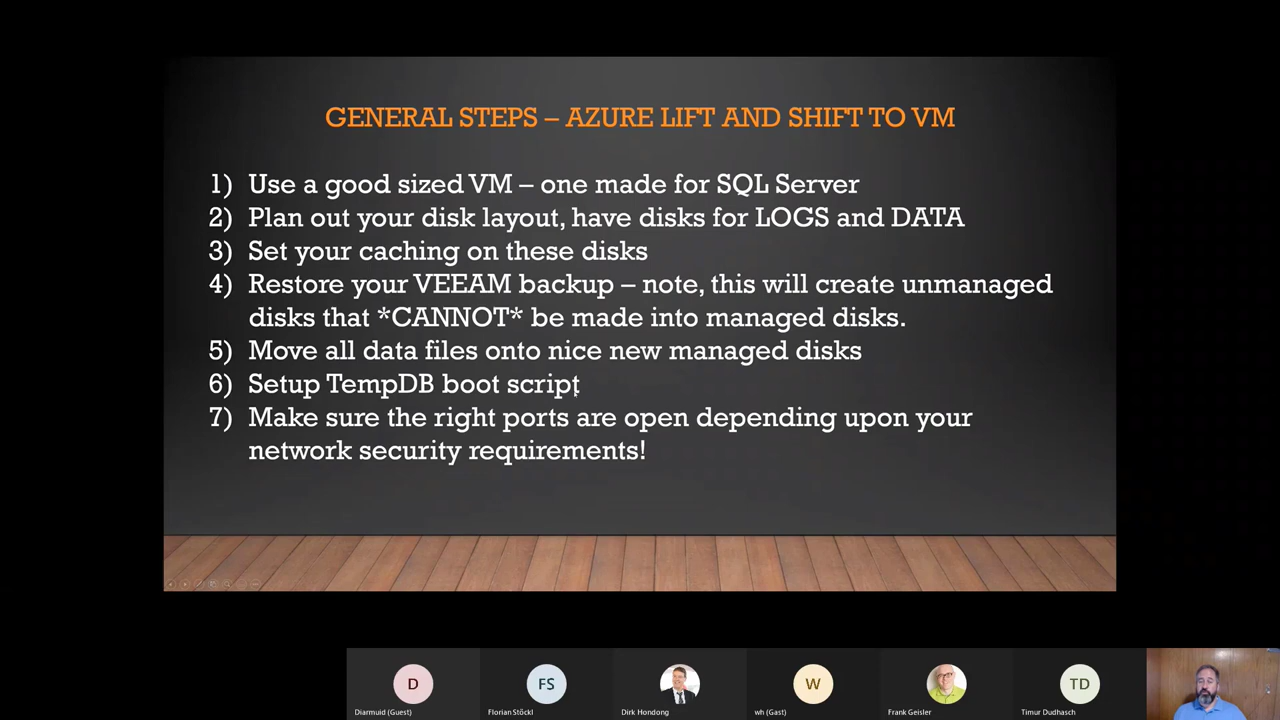 GENERAL STEPS – AZURE LIFT AND SHIFT TO VM
1) Use a good sized VM – one made for SQL Server
2) Plan out your disk layout, have disks for LOGS and DATA
3) Set your caching on these disks
4) Restore your VEEAM backup – note, this will create unmanaged
disks that *CANNOT* be made into managed disks.
5) Move all data files onto nice new managed disks
6) Setup TempDB boot script
7) Make sure the right ports are open depending upon your
network security requirements!
D
FS
W
TD
Diarmuid (Guest)
Florian Stöckl
Dirk Hondong
wh (Gast)
Frank Geisler
Timur Dudhasch